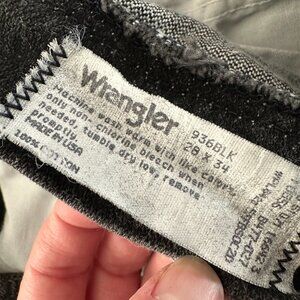 Wrangler
936BLK
28 X 34
Machine wash warm with like colors
only non-chlorine bleach when
needed tumble dry low, remove
promptly
MADE IN USA
100% COTTON